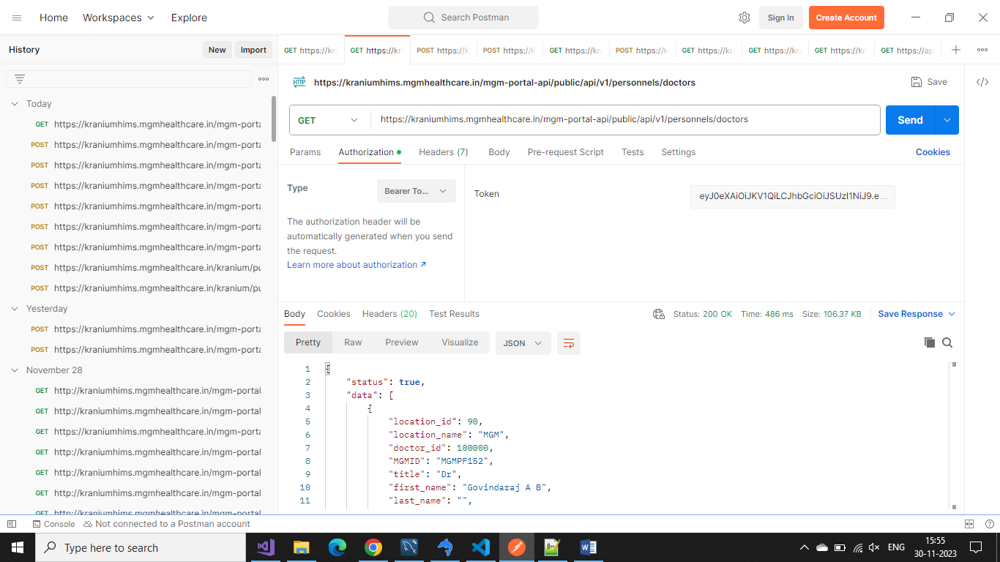 Home Workspaces Explore Search Postman Sign In Create Account
History New Import
GET https://kra GET https://kra POST https://k POST https://k GET https://kra POST https://k GET https://kra GET https://kra GET https://kra GET https://ap
HTTP https://kraniumhims.mgmhealthcare.in/mgm-portal-api/public/api/v1/personnels/doctors Save
GET https://kraniumhims.mgmhealthcare.in/mgm-portal-api/public/api/v1/personnels/doctors Send
Params Authorization Headers (7) Body Pre-request Script Tests Settings Cookies
Type Bearer To...
Token eyJ0eXAiOiJKV1QiLCJhbGciOiJSUzI1NiJ9.e ...
The authorization header will be
automatically generated when you send
the request.
Learn more about authorization ↗
Today
GET https://kraniumhims.mgmhealthcare.in/mgm-porta
POST https://kraniumhims.mgmhealthcare.in/mgm-porta
POST https://kraniumhims.mgmhealthcare.in/mgm-porta
POST https://kraniumhims.mgmhealthcare.in/mgm-porta
POST https://kraniumhims.mgmhealthcare.in/mgm-porta
POST https://kraniumhims.mgmhealthcare.in/mgm-porta
POST https://kraniumhims.mgmhealthcare.in/mgm-porta
POST https://kraniumhims.mgmhealthcare.in/kranium/pu
POST https://kraniumhims.mgmhealthcare.in/kranium/pu
Yesterday
POST https://kraniumhims.mgmhealthcare.in/mgm-porta
POST https://kraniumhims.mgmhealthcare.in/mgm-porta
November 28
GET http://kraniumhims.mgmhealthcare.in/mgm-portal
GET http://kraniumhims.mgmhealthcare.in/mgm-portal
GET https://kraniumhims.mgmhealthcare.in/mgm-porta
GET http://kraniumhims.mgmhealthcare.in/mgm-portal
GET http://kraniumhims.mgmhealthcare.in/mgm-portal
GET http://kraniumhims.mgmhealthcare.in/mgm-portal
GET http://kraniumhims.mgmhealthcare.in/mgm-portal
Body Cookies Headers (20) Test Results Status: 200 OK Time: 486 ms Size: 106.37 KB Save Response
Pretty Raw Preview Visualize JSON
1 {
2 "status": true,
3 "data": [
4 {
5 "location_id": 90,
6 "location_name": "MGM",
7 "doctor_id": 100000,
8 "MGMID": "MGMPF152",
9 "title": "Dr",
10 "first_name": "Govindaraj A B",
11 "last_name": "",
Console Not connected to a Postman account
Type here to search ENG 15:55
30-11-2023